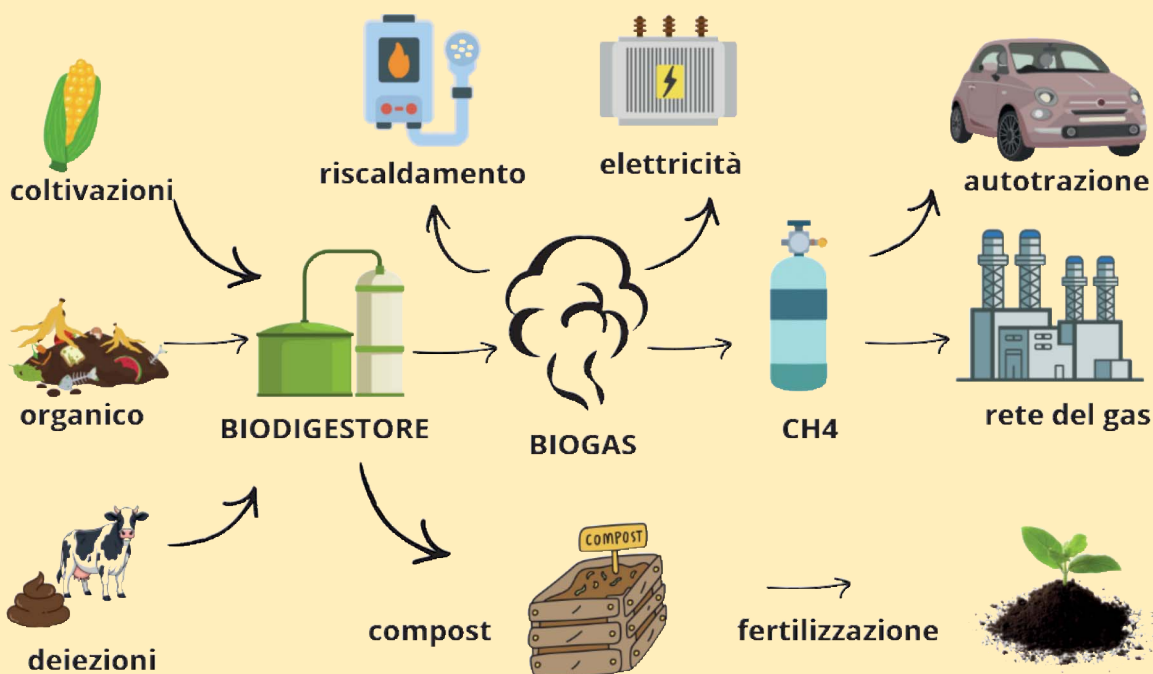 coltivazioni
riscaldamento
elettricità
autotrazione
organico
BIODIGESTORE
BIOGAS
CH4
rete del gas
deiezioni
compost
COMPOST
fertilizzazione